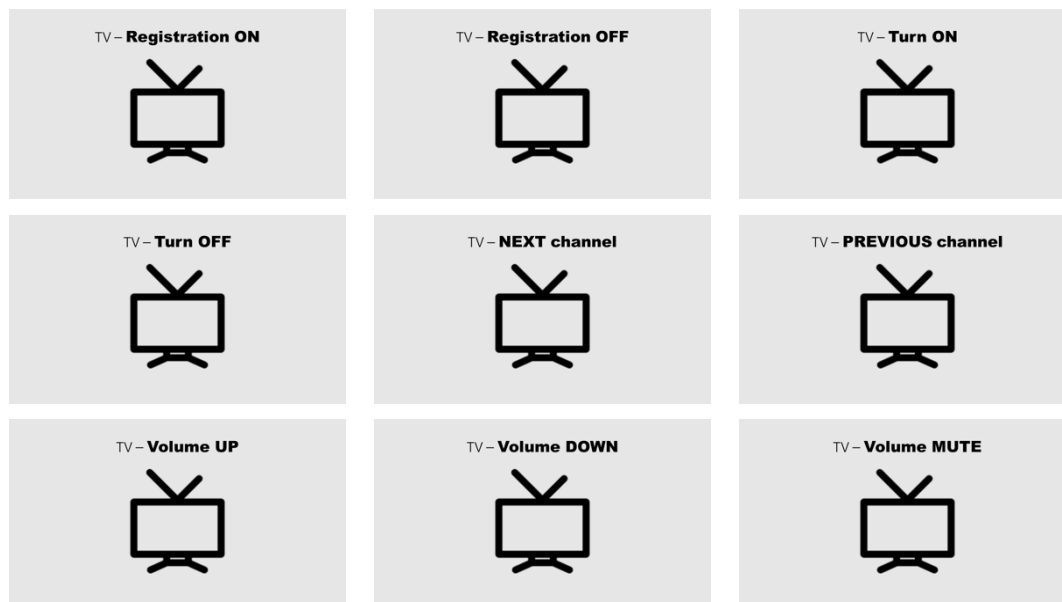 TV – Registration ON
TV – Registration OFF
TV – Turn ON
TV – Turn OFF
TV – NEXT channel
TV – PREVIOUS channel
TV – Volume UP
TV – Volume DOWN
TV – Volume MUTE